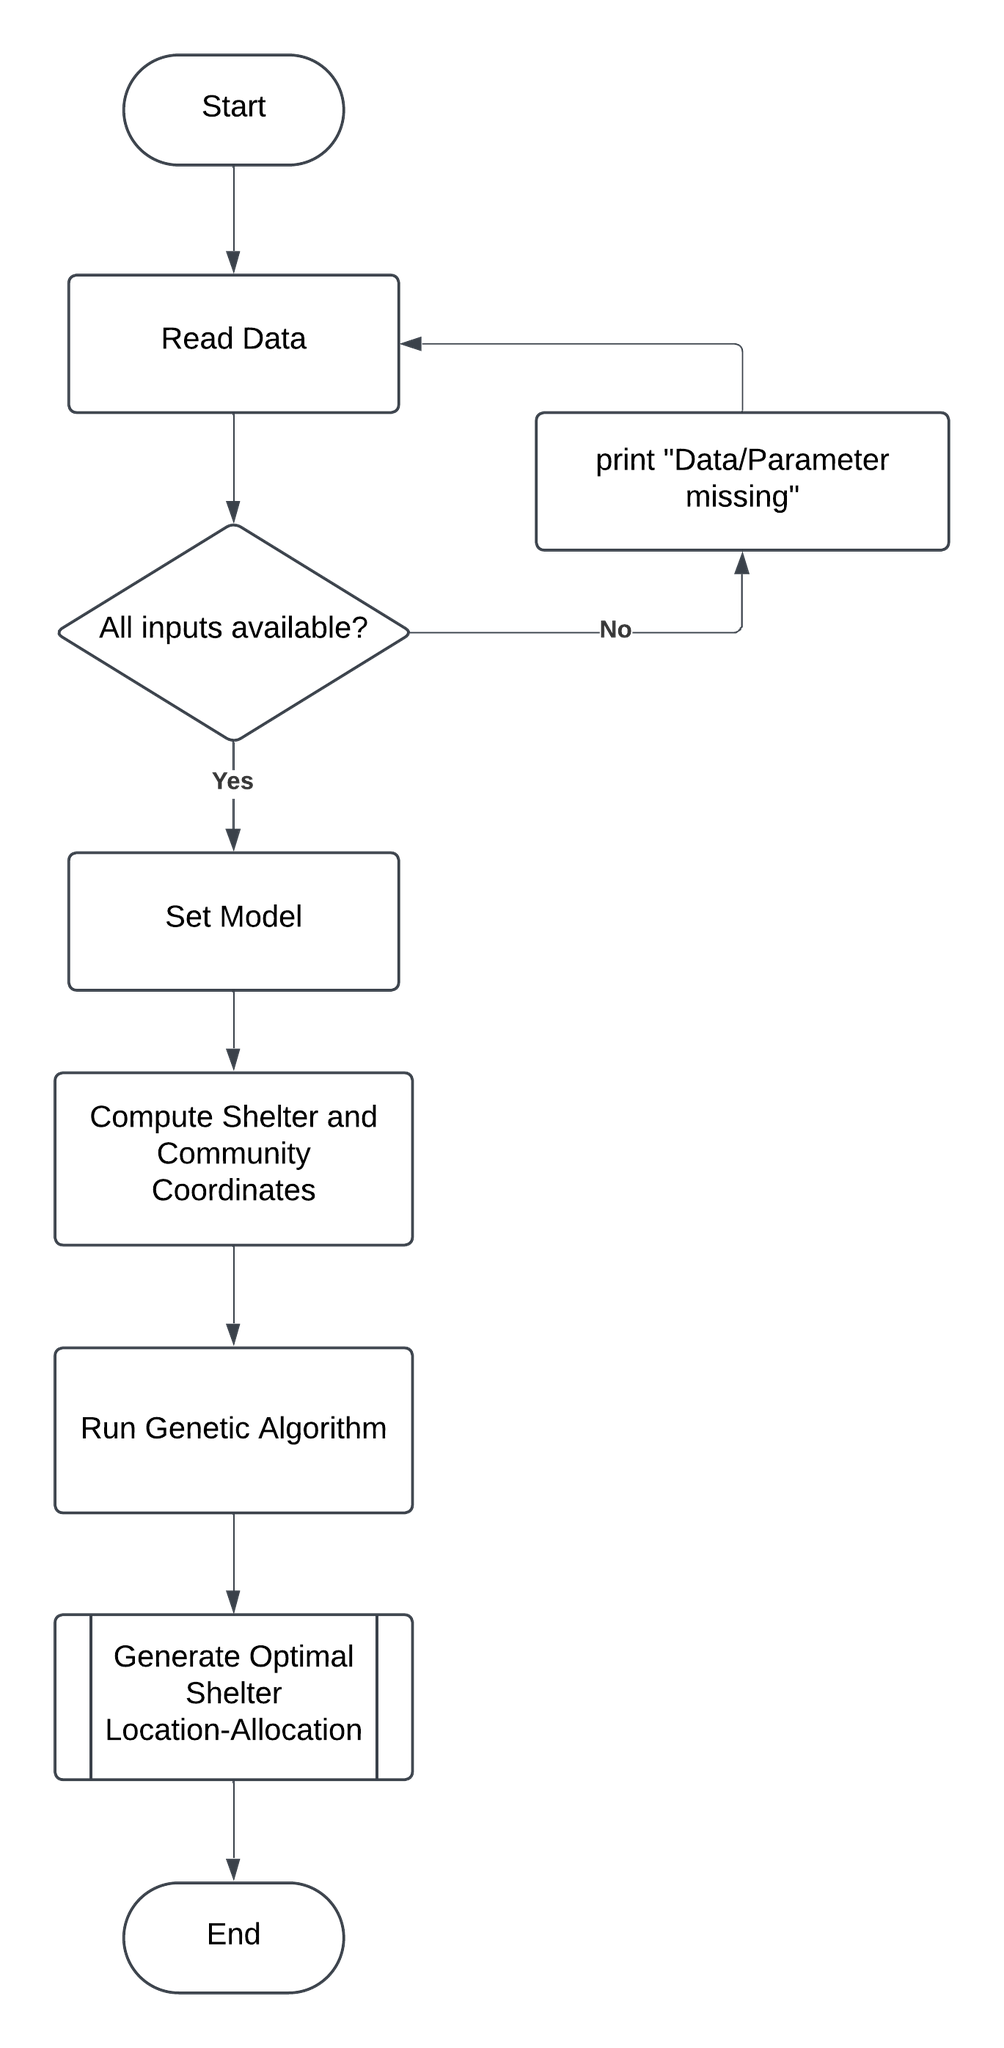 Start
Read Data
print "Data/Parameter
missing"
All inputs available?
No
Yes
Set Model
Compute Shelter and
Community
Coordinates
Run Genetic Algorithm
Generate Optimal
Shelter
Location-Allocation
End